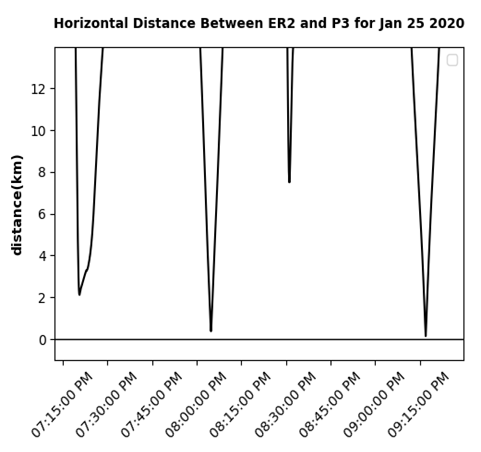 Horizontal Distance Between ER2 and P3 for Jan 25 2020
distance(km)
12
10
8
6
4
2
0
07:15:00 PM
07:30:00 PM
07:45:00 PM
08:00:00 PM
08:15:00 PM
08:30:00 PM
08:45:00 PM
09:00:00 PM
09:15:00 PM